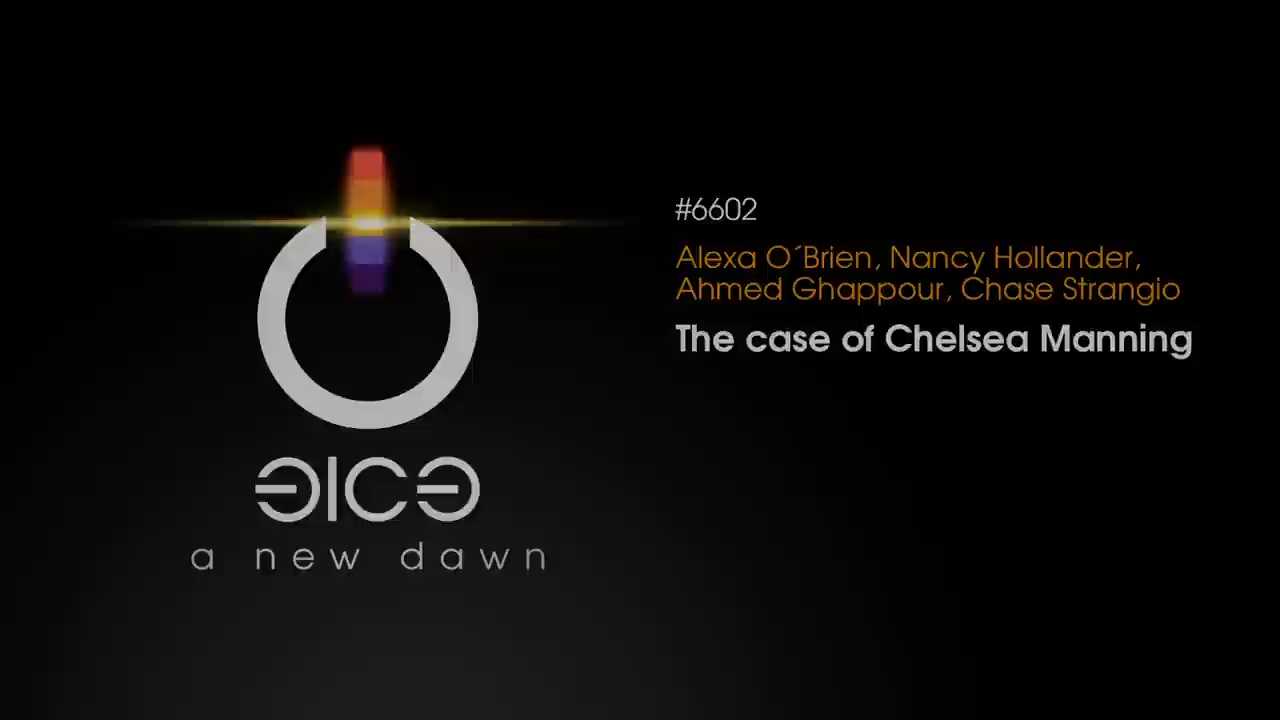 31C3
a new dawn
#6602
Alexa O´Brien, Nancy Hollander,
Ahmed Ghappour, Chase Strangio
The case of Chelsea Manning